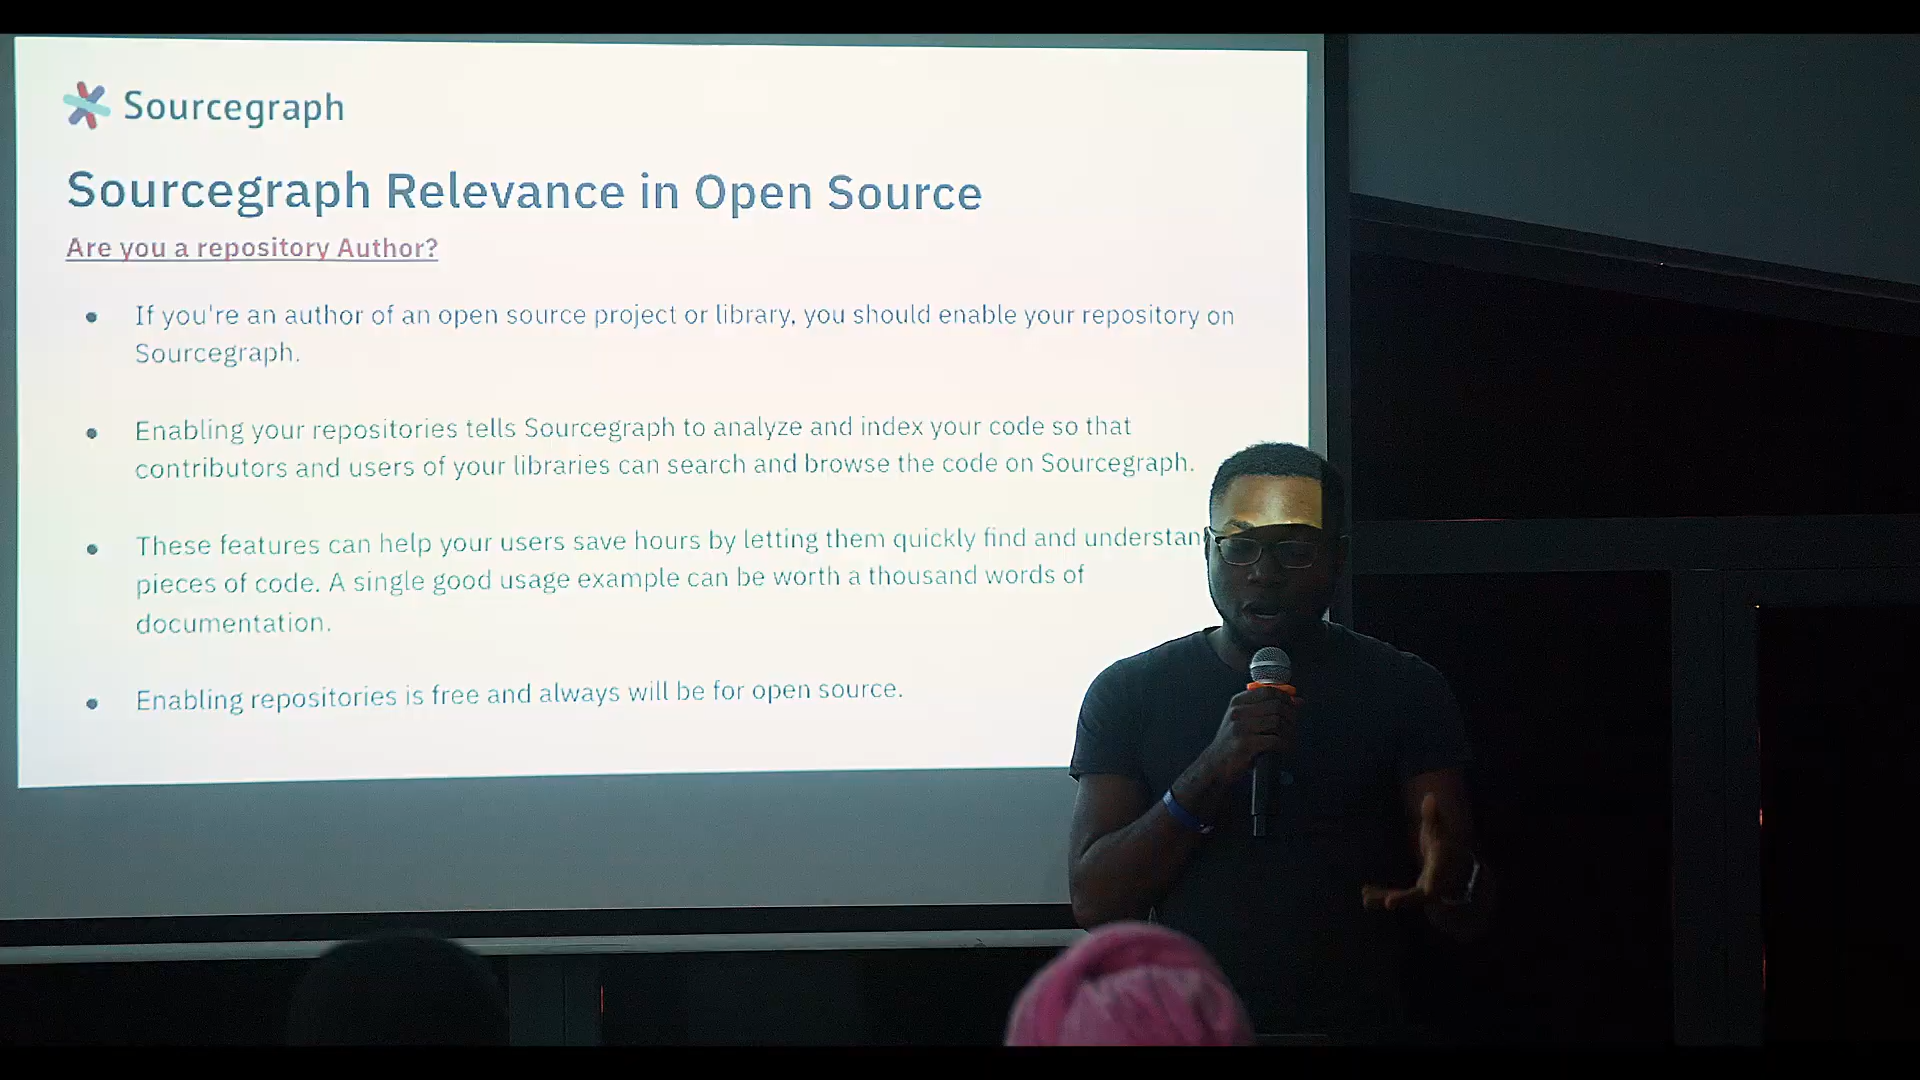 Sourcegraph
Sourcegraph Relevance in Open Source
Are you a repository Author?
If you're an author of an open source project or library, you should enable your repository on
Sourcegraph.
Enabling your repositories tells Sourcegraph to analyze and index your code so that
contributors and users of your libraries can search and browse the code on Sourcegraph.
These features can help your users save hours by letting them quickly find and understan
pieces of code. A single good usage example can be worth a thousand words of
documentation.
Enabling repositories is free and always will be for open source.